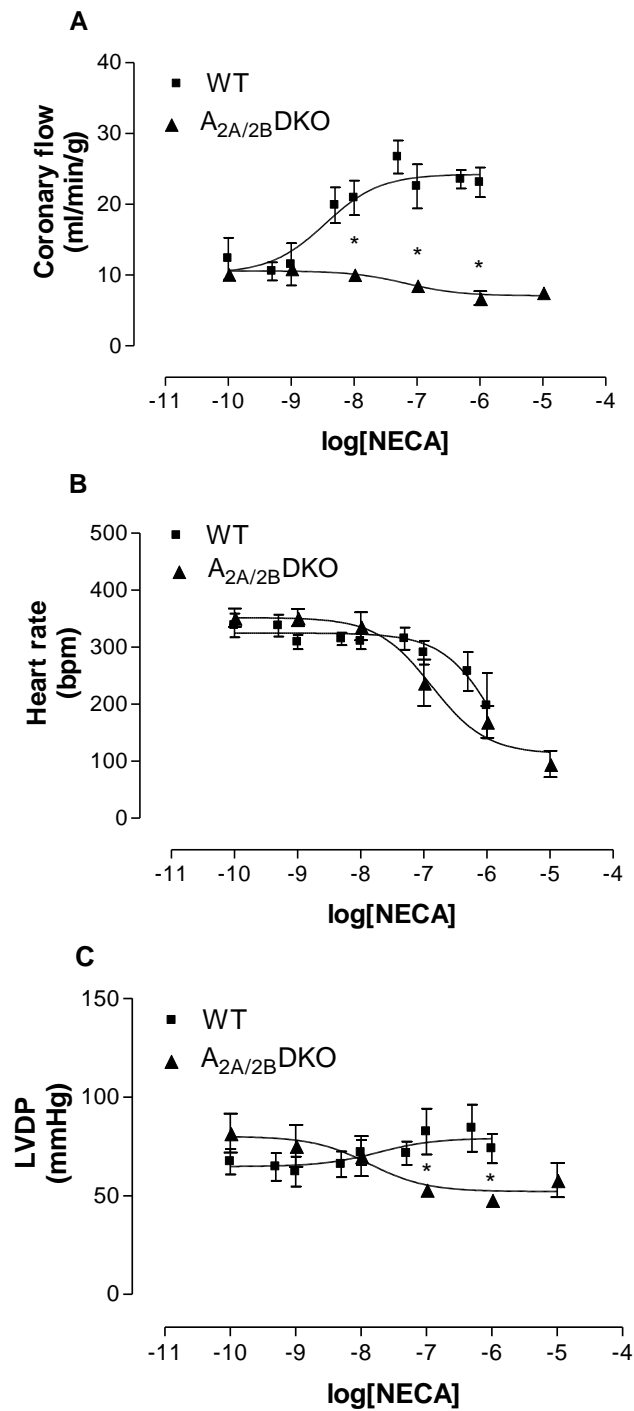 A
Coronary flow
(ml/min/g)
40
30
20
10
0
WT
A2A/2BDKO
*
*
*
-11 -10 -9 -8 -7 -6 -5 -4
log[NECA]
B
Heart rate
(bpm)
500
400
300
200
100
0
WT
A2A/2BDKO
-11 -10 -9 -8 -7 -6 -5 -4
log[NECA]
C
LVDP
(mmHg)
150
100
50
0
WT
A2A/2BDKO
*
*
-11 -10 -9 -8 -7 -6 -5 -4
log[NECA]